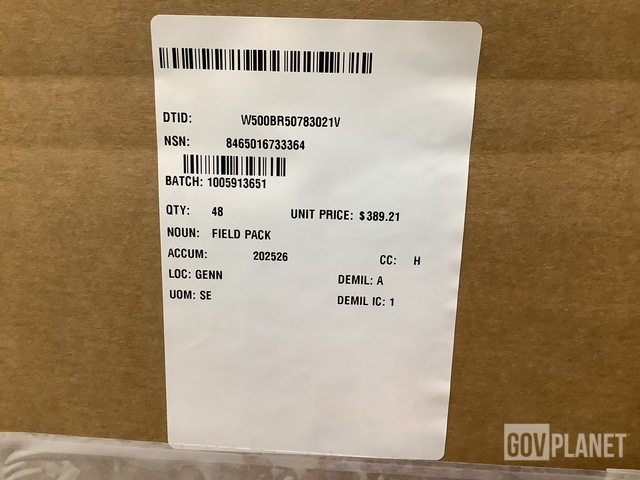 DTID: W500BR50783021V
NSN: 8465016733364
BATCH: 1005913651
QTY: 48 UNIT PRICE: $389.21
NOUN: FIELD PACK
ACCUM: 202526 CC: H
LOC: GENN DEMIL: A
UOM: SE DEMIL IC: 1
GOVPLANET